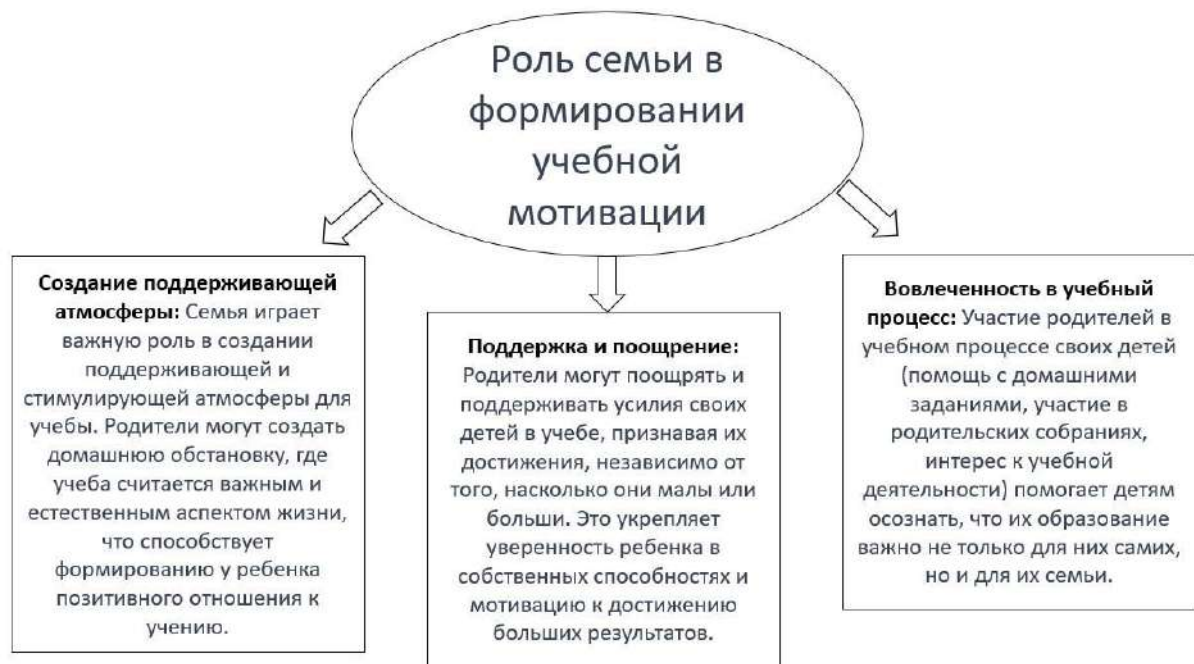 Роль семьи в
формировании
учебной
мотивации
Создание поддерживающей
атмосферы: Семья играет
важную роль в создании
поддерживающей и
стимулирующей атмосферы для
учебы. Родители могут создать
домашнюю обстановку, где
учеба считается важным и
естественным аспектом жизни,
что способствует
формированию у ребенка
позитивного отношения к
учению.
Поддержка и поощрение:
Родители могут поощрять и
поддерживать усилия своих
детей в учебе, признавая их
достижения, независимо от
того, насколько они малы или
больши. Это укрепляет
уверенность ребенка в
собственных способностях и
мотивацию к достижению
больших результатов.
Вовлеченность в учебный
процесс: Участие родителей в
учебном процессе своих детей
(помощь с домашними
заданиями, участие в
родительских собраниях,
интерес к учебной
деятельности) помогает детям
осознать, что их образование
важно не только для них самих,
но и для их семьи.